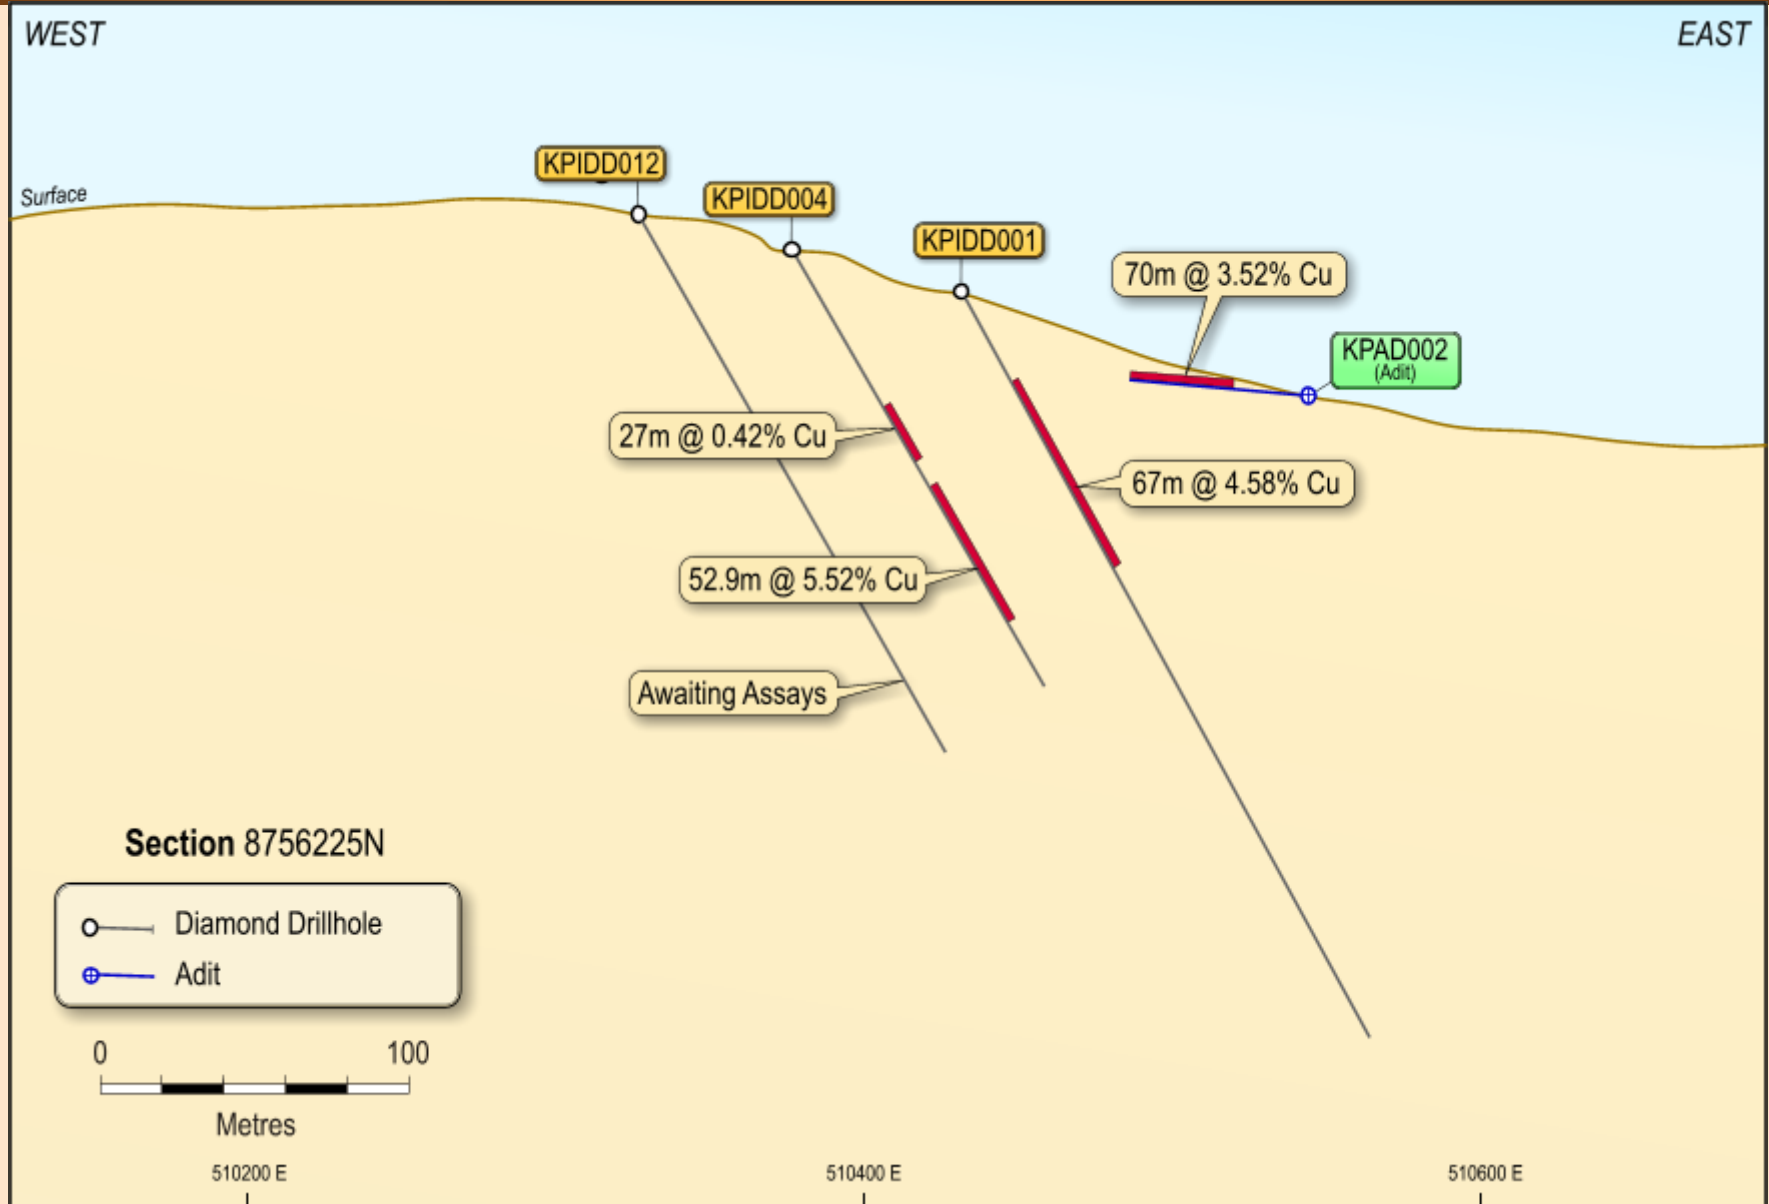 WEST
EAST
Surface
KPIDD012
KPIDD004
KPIDD001
70m @ 3.52% Cu
KPAD002
(Adit)
27m @ 0.42% Cu
67m @ 4.58% Cu
52.9m @ 5.52% Cu
Awaiting Assays
Section 8756225N
Diamond Drillhole
Adit
0 100
Metres
510200 E 510400 E 510600 E